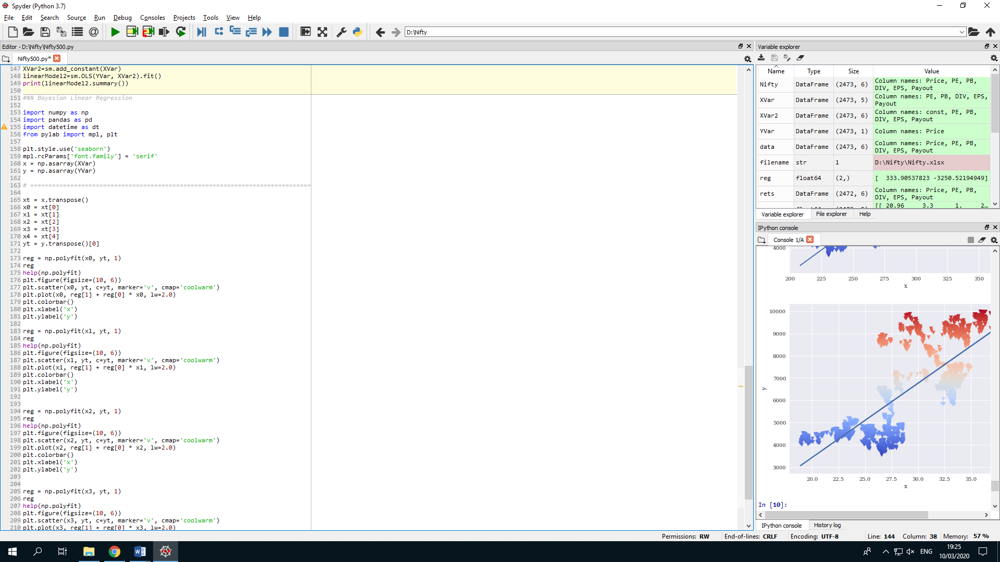 Spyder (Python 3.7)
File Edit Search Source Run Debug Consoles Projects Tools View Help
D:\Nifty
Editor - D:\Nifty\Nifty500.py
Nifty500.py*
147 XVar2=sm.add_constant(XVar)
148 linearModel2=sm.OLS(YVar, XVar2).fit()
149 print(linearModel2.summary())
150
151 #%% Bayesian Linear Regression
152
153 import numpy as np
154 import pandas as pd
155 import datetime as dt
156 from pylab import mpl, plt
157
158 plt.style.use('seaborn')
159 mpl.rcParams['font.family'] = 'serif'
160 x = np.asarray(XVar)
161 y = np.asarray(YVar)
162
163 # =============================================================================
164
165 xt = x.transpose()
166 x0 = xt[0]
167 x1 = xt[1]
168 x2 = xt[2]
169 x3 = xt[3]
170 x4 = xt[4]
171 yt = y.transpose()[0]
172
173 reg = np.polyfit(x0, yt, 1)
174 reg
175 help(np.polyfit)
176 plt.figure(figsize=(10, 6))
177 plt.scatter(x0, yt, c=yt, marker='v', cmap='coolwarm')
178 plt.plot(x0, reg[1] + reg[0] * x0, lw=2.0)
179 plt.colorbar()
180 plt.xlabel('x')
181 plt.ylabel('y')
182
183 reg = np.polyfit(x1, yt, 1)
184 reg
185 help(np.polyfit)
186 plt.figure(figsize=(10, 6))
187 plt.scatter(x1, yt, c=yt, marker='v', cmap='coolwarm')
188 plt.plot(x1, reg[1] + reg[0] * x1, lw=2.0)
189 plt.colorbar()
190 plt.xlabel('x')
191 plt.ylabel('y')
192
193
194 reg = np.polyfit(x2, yt, 1)
195 reg
196 help(np.polyfit)
197 plt.figure(figsize=(10, 6))
198 plt.scatter(x2, yt, c=yt, marker='v', cmap='coolwarm')
199 plt.plot(x2, reg[1] + reg[0] * x2, lw=2.0)
200 plt.colorbar()
201 plt.xlabel('x')
202 plt.ylabel('y')
203
204
205 reg = np.polyfit(x3, yt, 1)
206 reg
207 help(np.polyfit)
208 plt.figure(figsize=(10, 6))
209 plt.scatter(x3, yt, c=yt, marker='v', cmap='coolwarm')
210 plt.plot(x3, reg[1] + reg[0] * x3, lw=2.0)
Variable explorer
Name Type Size Value
Nifty DataFrame (2473, 6) Column names: Price, PE, PB,
DIV, EPS, Payout
XVar DataFrame (2473, 5) Column names: PE, PB, DIV, EPS,
Payout
XVar2 DataFrame (2473, 6) Column names: const, PE, PB,
DIV, EPS, Payout
YVar DataFrame (2473, 1) Column names: Price
data DataFrame (2473, 6) Column names: Price, PE, PB,
DIV, EPS, Payout
filename str 1 D:\Nifty\Nifty.xlsx
reg float64 (2,) [ 333.90537823 -3250.52194949]
rets DataFrame (2472, 6) Column names: Price, PE, PB,
DIV, EPS, Payout
[[ 20.96 3.3 1. 2…
Variable explorer File explorer Help
IPython console
Console 1/A
4000
200 225 250 275 300 325 350
x
10000
9000
8000
7000
y
6000
5000
4000
3000
20.0 22.5 25.0 27.5 30.0 32.5 35.0
x
In [10]:
IPython console History log
Permissions: RW End-of-lines: CRLF Encoding: UTF-8 Line: 144 Column: 38 Memory: 57 %
ENG 19:25
10/03/2020